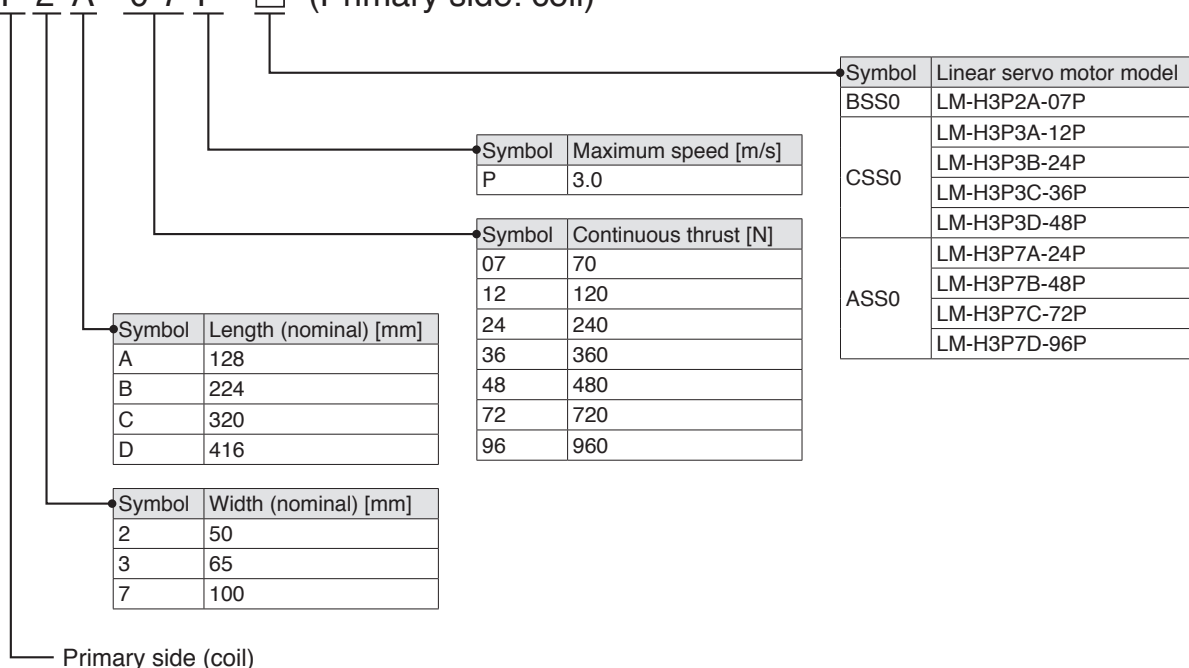 (Primary side: coil)
Symbol Linear servo motor model
BSS0 LM-H3P2A-07P
CSS0 LM-H3P3A-12P
LM-H3P3B-24P
LM-H3P3C-36P
LM-H3P3D-48P
ASS0 LM-H3P7A-24P
LM-H3P7B-48P
LM-H3P7C-72P
LM-H3P7D-96P
Symbol Maximum speed [m/s]
P 3.0
Symbol Continuous thrust [N]
07 70
12 120
24 240
36 360
48 480
72 720
96 960
Symbol Length (nominal) [mm]
A 128
B 224
C 320
D 416
Symbol Width (nominal) [mm]
2 50
3 65
7 100
Primary side (coil)